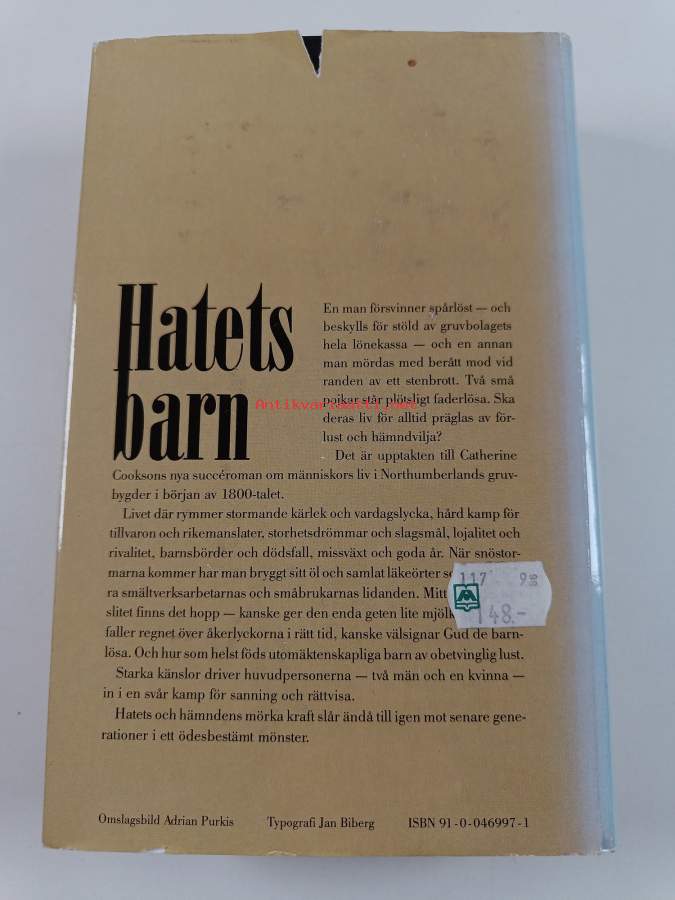 Hatets
barn
En man försvinner spårlöst — och
beskylls för stöld av gruvbolagets
hela lönekassa — och en annan
man mördas med berått mod vid
randen av ett stenbrott. Två små
pojkar står plötsligt faderlösa. Ska
Antikvariaatti.net
deras liv för alltid präglas av för-
lust och hämndvilja?
Det är upptakten till Catherine
Cooksons nya succéroman om människors liv i Northumberlands gruv-
bygder i början av 1800-talet.
Livet där rymmer stormande kärlek och vardagslycka, hård kamp för
tillvaron och rikemanslater, storhetsdrömmar och slagsmål, lojalitet och
rivalitet, barnsbörder och dödsfall, missväxt och goda år. När snöstor-
marna kommer har man bryggt sitt öl och samlat läkeörter
ra smältverksarbetarnas och småbrukarnas lidanden. Mitt
slitet finns det hopp — kanske ger den enda geten lite mjölk
faller regnet över åkerlyckorna i rätt tid, kanske välsignar Gud de barn-
lösa. Och hur som helst föds utomäktenskapliga barn av obetvinglig lust.
Starka känslor driver huvudpersonerna — två män och en kvinna —
in i en svår kamp för sanning och rättvisa.
Hatets och hämndens mörka kraft slår ändå till igen mot senare gene-
rationer i ett ödesbestämt mönster.
117 9
148.-
Omslagsbild Adrian Purkis Typografi Jan Biberg ISBN 91-0-046997-1